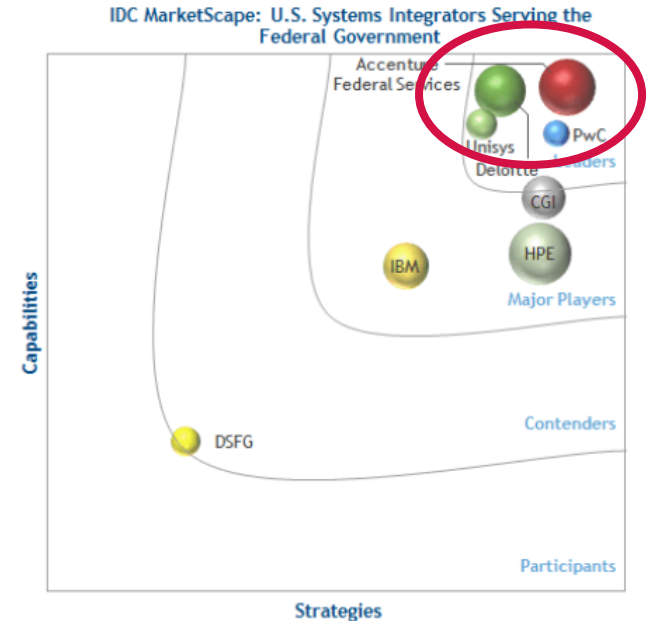 IDC MarketScape: U.S. Systems Integrators Serving the
Federal Government
Accenture
Federal Services
PwC
Unisys
Leaders
Deloitte
CGI
HPE
IBM
Major Players
Capabilities
Contenders
DSFG
Participants
Strategies